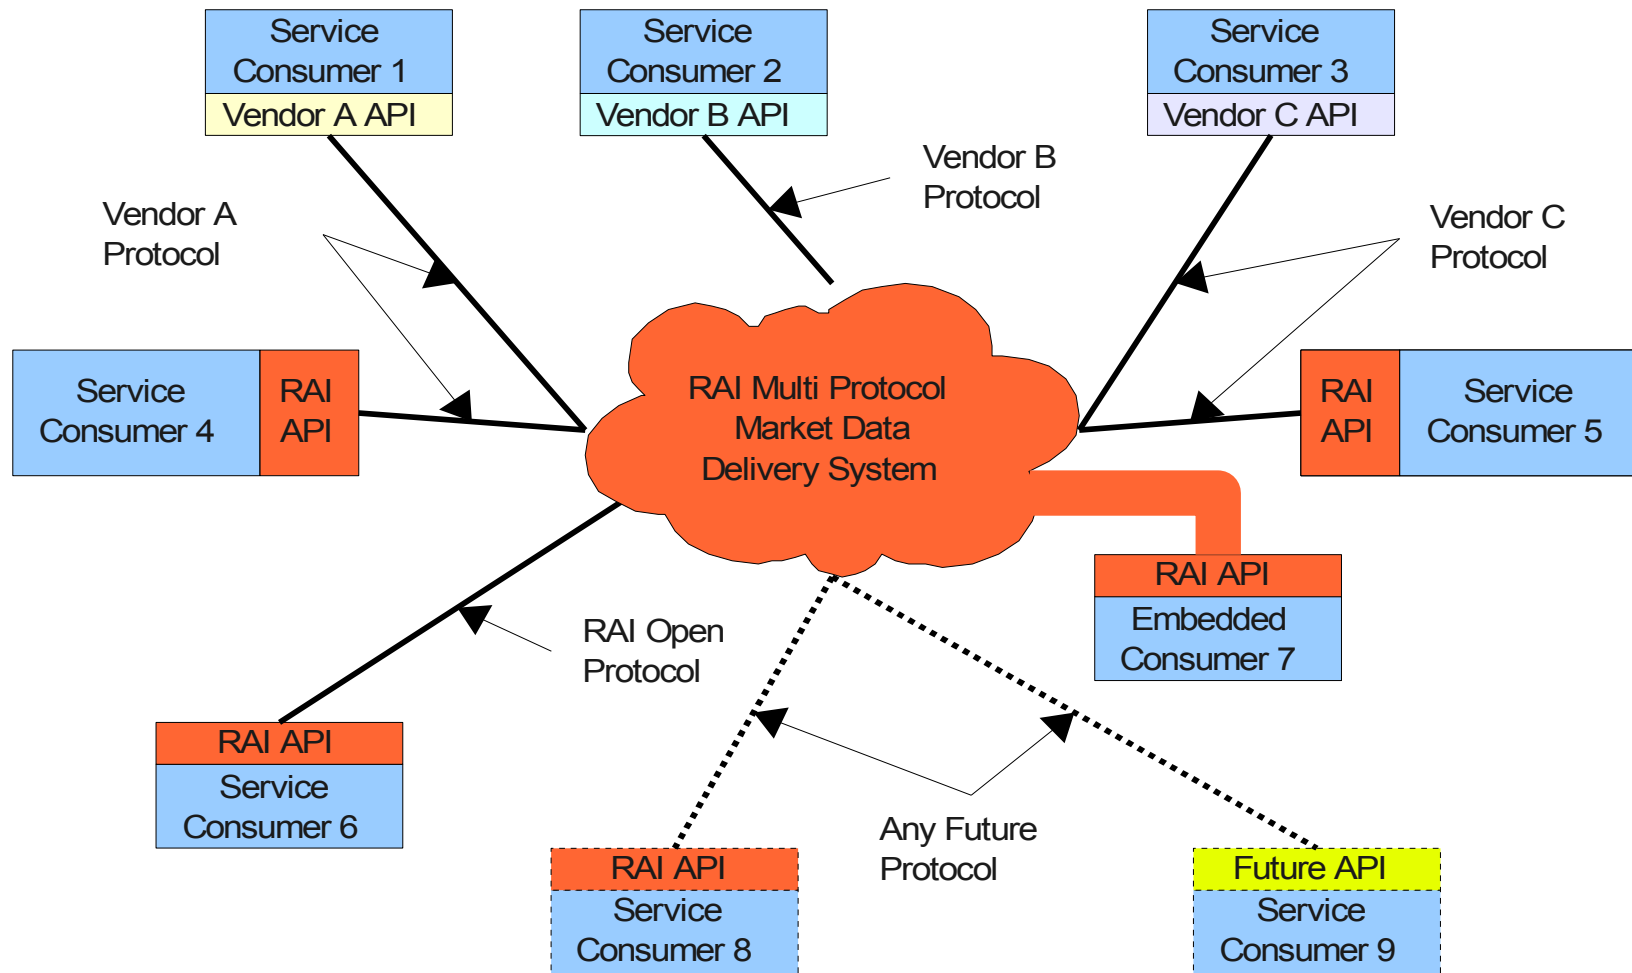 Service
Consumer 1
Vendor A API
Service
Consumer 2
Vendor B API
Service
Consumer 3
Vendor C API
Vendor B
Protocol
Vendor A
Protocol
Vendor C
Protocol
Service
Consumer 4
RAI
API
RAI Multi Protocol
Market Data
Delivery System
RAI
API
Service
Consumer 5
RAI API
Embedded
Consumer 7
RAI Open
Protocol
RAI API
Service
Consumer 6
Any Future
Protocol
RAI API
Service
Consumer 8
Future API
Service
Consumer 9